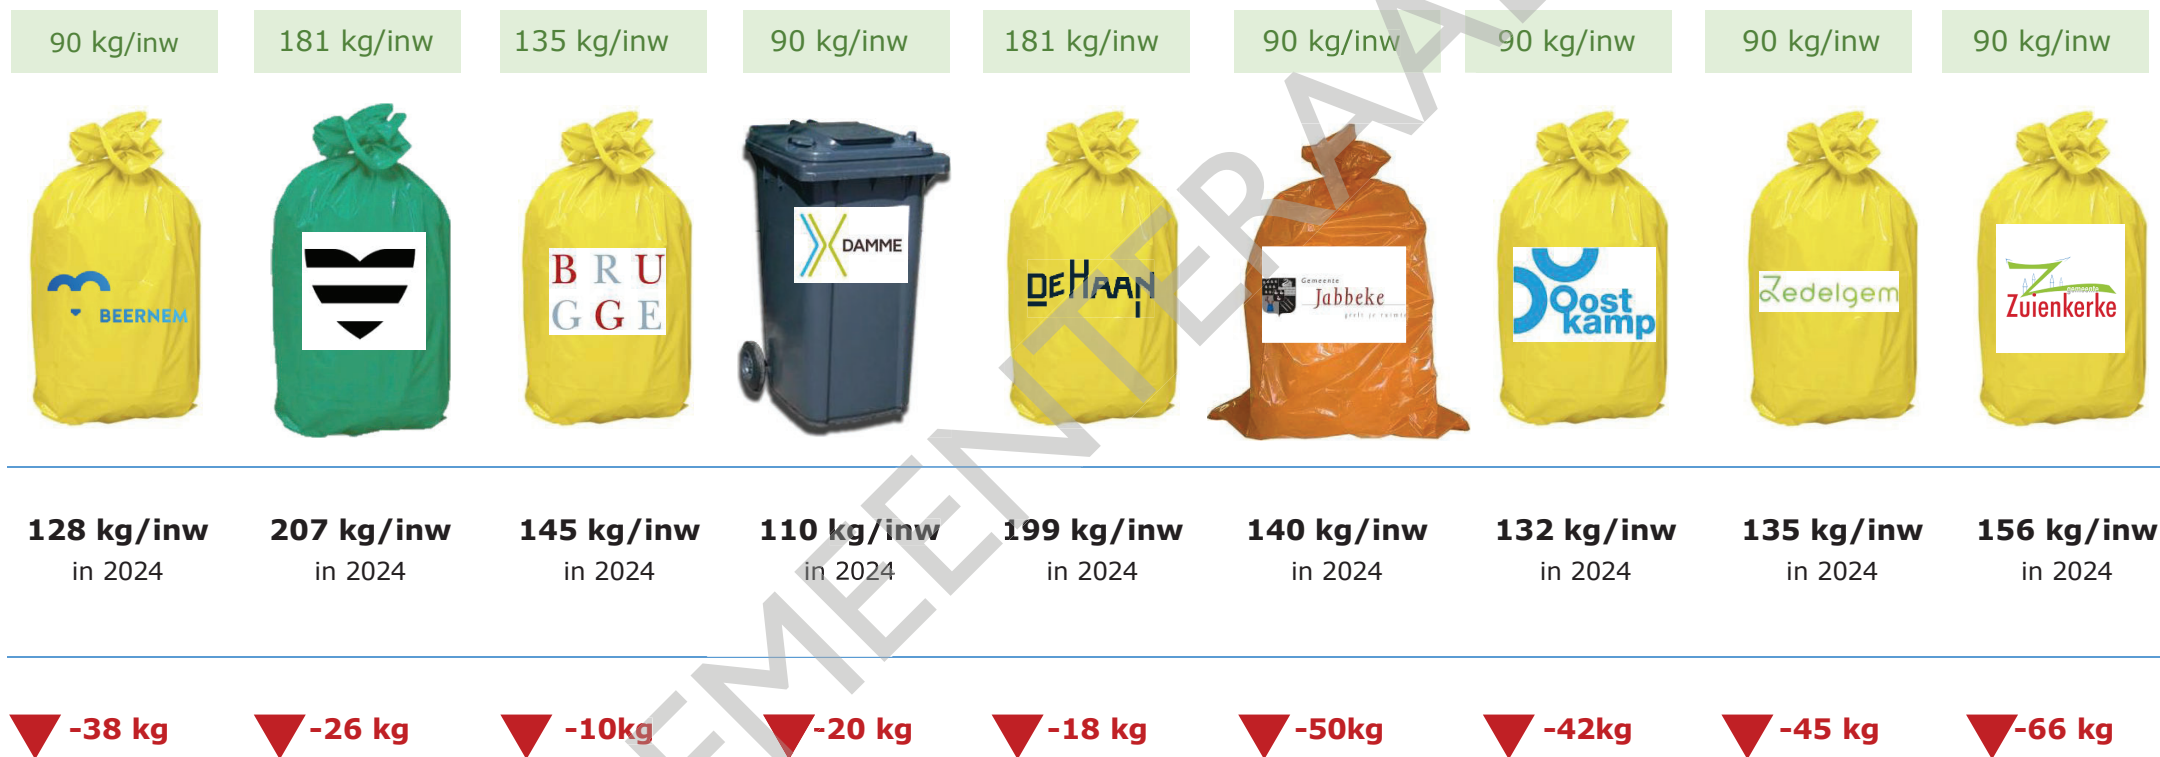 90 kg/inw 181 kg/inw 135 kg/inw 90 kg/inw 181 kg/inw 90 kg/inw 90 kg/inw 90 kg/inw 90 kg/inw
BEERNEM
BRU
GGE
DAMME
DEHAAN
Gemeente
Jabbeke
Oost
kamp
Zedelgem
gemeente
Zuienkerke
128 kg/inw 207 kg/inw 145 kg/inw 110 kg/inw 199 kg/inw 140 kg/inw 132 kg/inw 135 kg/inw 156 kg/inw
in 2024 in 2024 in 2024 in 2024 in 2024 in 2024 in 2024 in 2024 in 2024
-38 kg -26 kg -10kg -20 kg -18 kg -50kg -42kg -45 kg -66 kg
EMEENTERAA